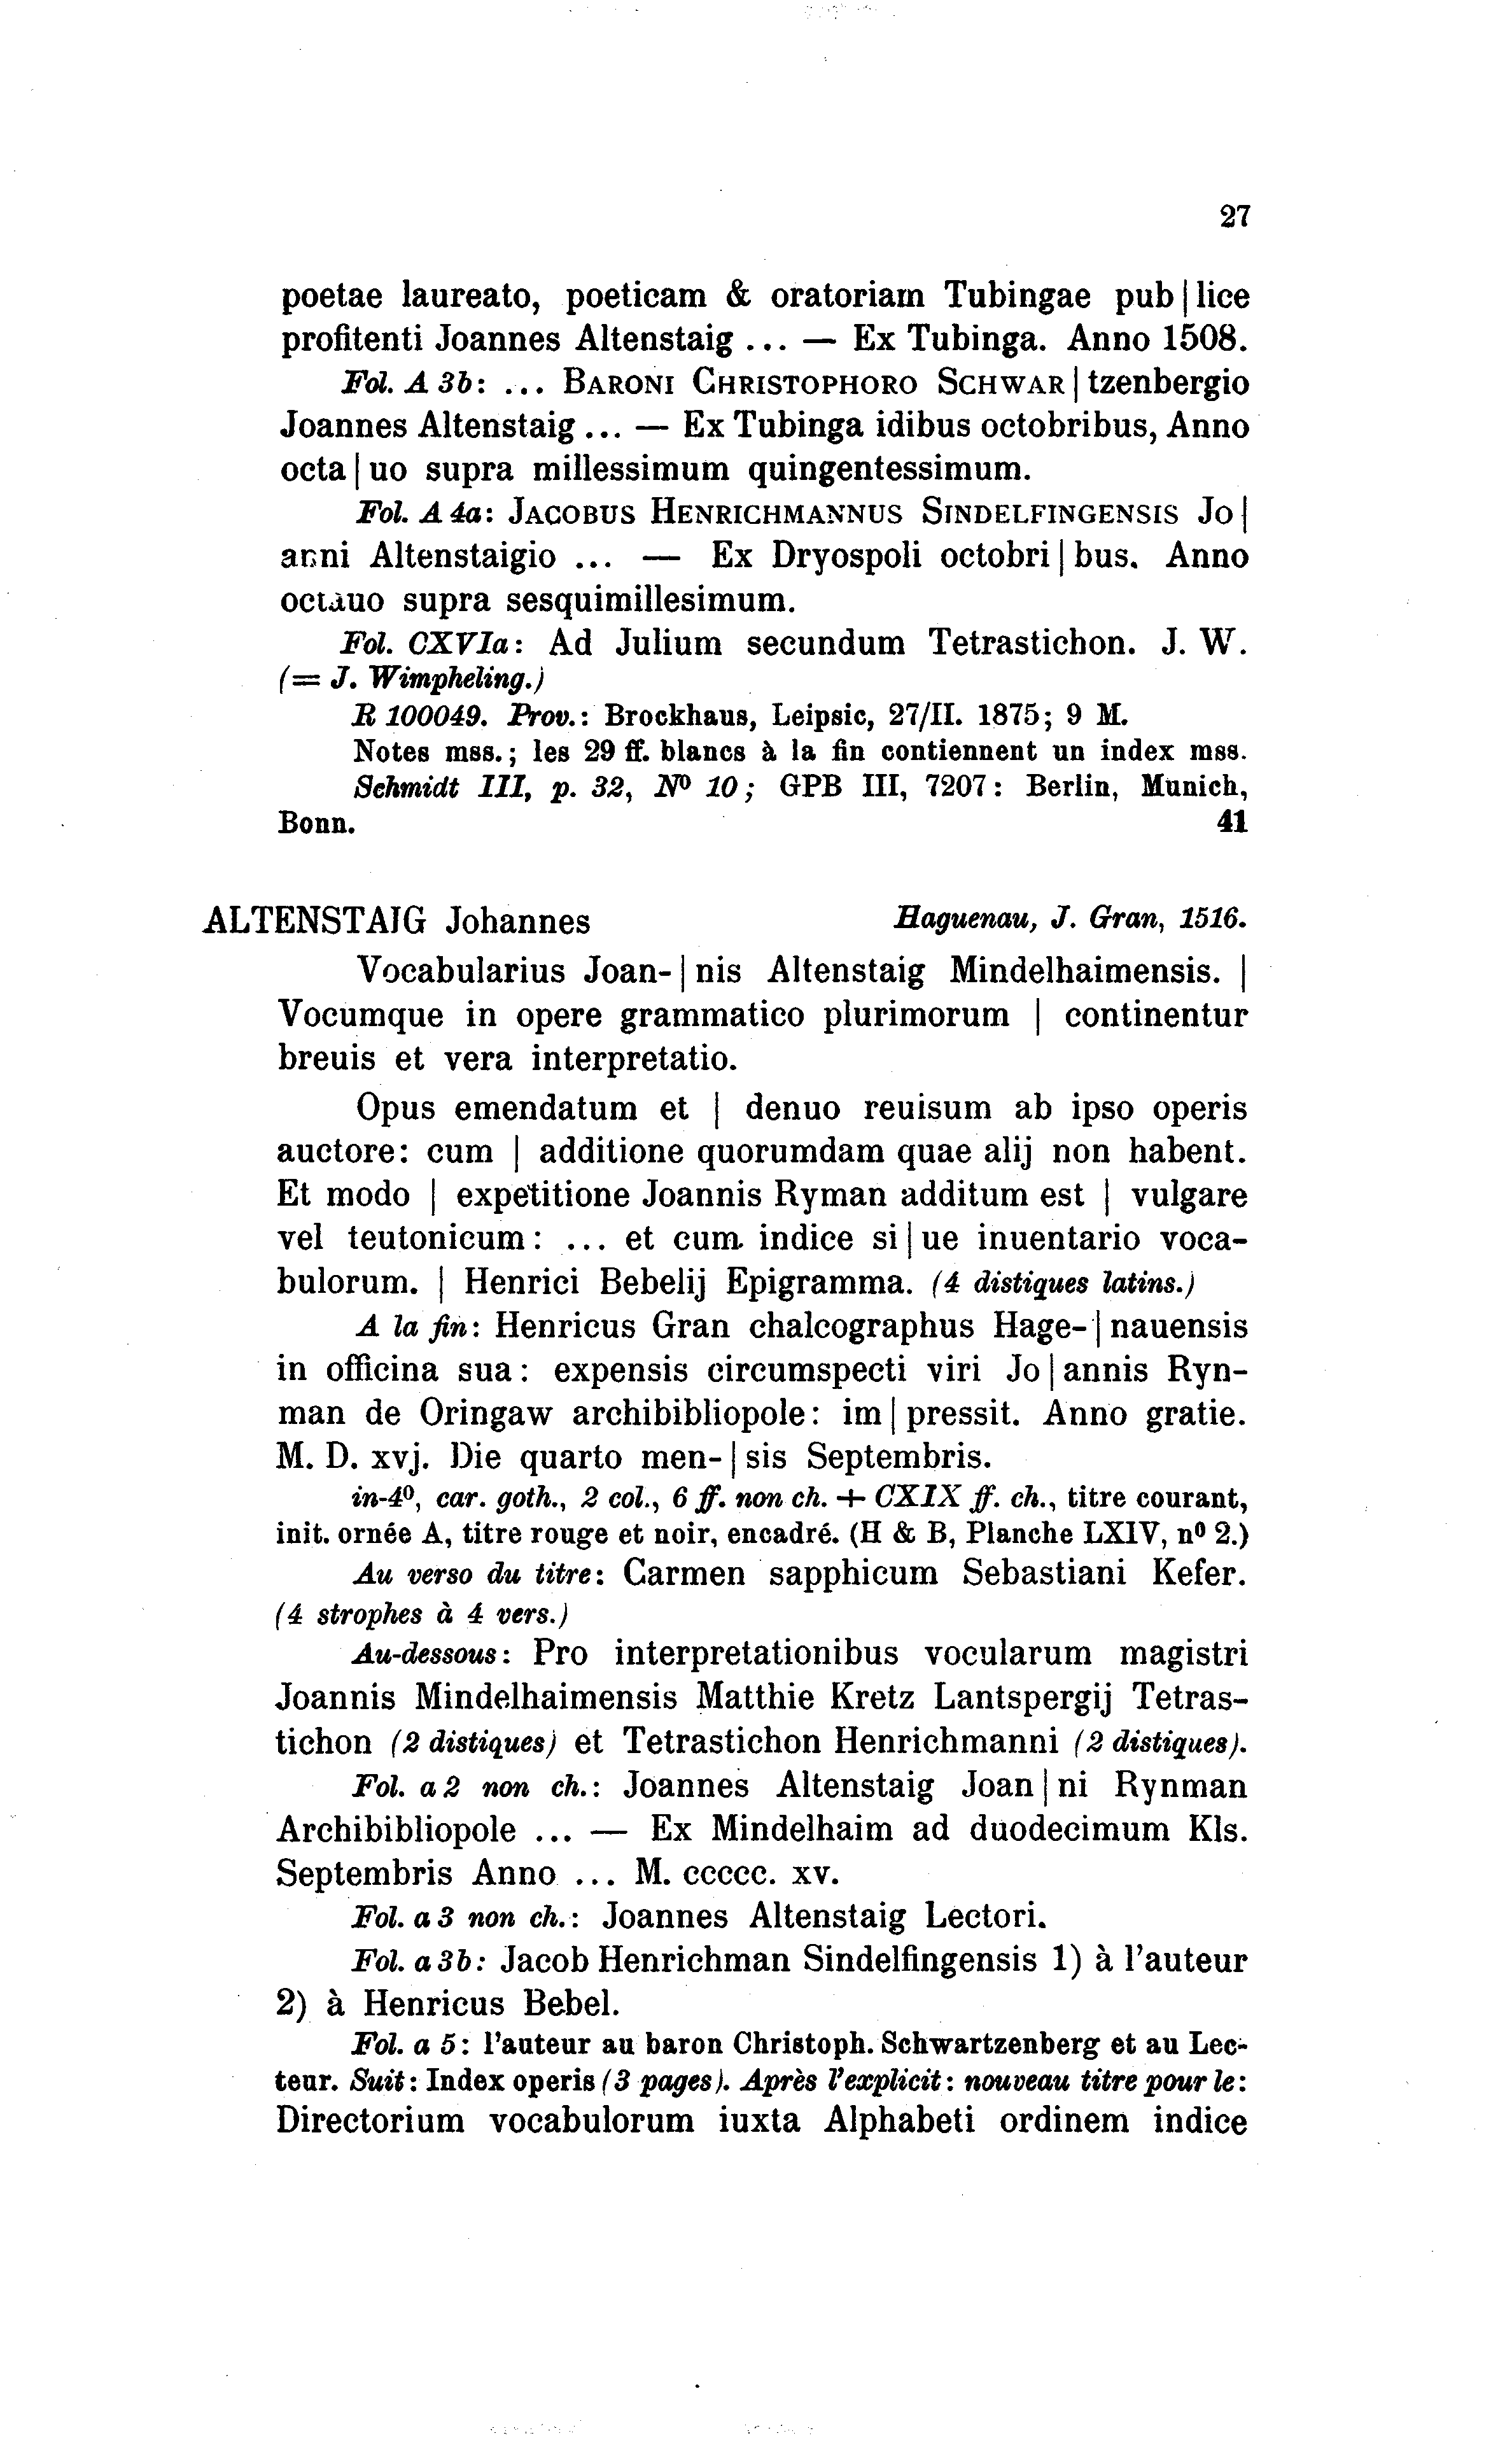 27
poetae laureato, poeticam & oratoriam Tubingae pub | lice
profitenti Joannes Altenstaig ... — Ex Tubinga. Anno 1508.
Fol. A 3b: ... BARONI CHRISTOPHORO SCHWAR | tzenbergio
Joannes Altenstaig ... — Ex Tubinga idibus octobribus, Anno
octa | uo supra millessimum quingentessimum.
Fol. A 4a: JACOBUS HENRICHMANNUS SINDELFINGENSIS Jo |
anni Altenstaigio ... — Ex Dryospoli octobri | bus. Anno
octauo supra sesquimillesimum.
Fol. CXVIa: Ad Julium secundum Tetrastichon. J. W.
(= J. Wimpheling.)
R 100049. Prov.: Brockhaus, Leipsic, 27/II. 1875; 9 M.
Notes mss.; les 29 ff. blancs à la fin contiennent un index mss.
Schmidt III, p. 32, Nº 10; GPB III, 7207: Berlin, Munich,
Bonn. 41
ALTENSTAIG Johannes Haguenau, J. Gran, 1516.
Vocabularius Joan- | nis Altenstaig Mindelhaimensis. |
Vocumque in opere grammatico plurimorum | continentur
breuis et vera interpretatio.
Opus emendatum et | denuo reuisum ab ipso operis
auctore: cum | additione quorumdam quae alij non habent.
Et modo | expetitione Joannis Ryman additum est | vulgare
vel teutonicum: ... et cum indice si | ue inuentario voca-
bulorum. | Henrici Bebelij Epigramma. (4 distiques latins.)
A la fin: Henricus Gran chalcographus Hage- | nauensis
in officina sua: expensis circumspecti viri Jo | annis Ryn-
man de Oringaw archibibliopole: im | pressit. Anno gratie.
M. D. xvj. Die quarto men- | sis Septembris.
in-4º, car. goth., 2 col., 6 ff. non ch. + CXIX ff. ch., titre courant,
init. ornée A, titre rouge et noir, encadré. (H & B, Planche LXIV, nº 2.)
Au verso du titre: Carmen sapphicum Sebastiani Kefer.
(4 strophes à 4 vers.)
Au-dessous: Pro interpretationibus vocularum magistri
Joannis Mindelhaimensis Matthie Kretz Lantspergij Tetras-
tichon (2 distiques) et Tetrastichon Henrichmanni (2 distiques).
Fol. a 2 non ch.: Joannes Altenstaig Joan | ni Rynman
Archibibliopole ... — Ex Mindelhaim ad duodecimum Kls.
Septembris Anno ... M. ccccc. xv.
Fol. a 3 non ch.: Joannes Altenstaig Lectori.
Fol. a 3b: Jacob Henrichman Sindelfingensis 1) à l'auteur
2) à Henricus Bebel.
Fol. a 5: l'auteur au baron Christoph. Schwartzenberg et au Lec-
teur. Suit: Index operis (3 pages). Après l'explicit: nouveau titre pour le:
Directorium vocabulorum iuxta Alphabeti ordinem indice